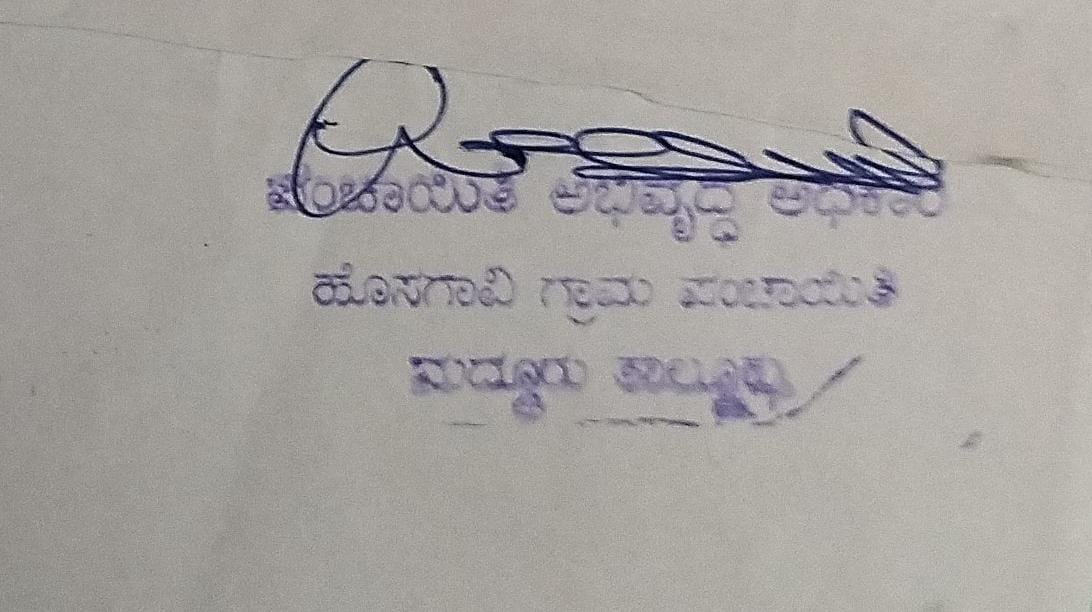 ಪಂಚಾಯಿತಿ ಅಭಿವೃದ್ಧಿ ಅಧಿಕಾರಿ
ಹೊಸಗಾವಿ ಗ್ರಾಮ ಪಂಚಾಯಿತಿ
ಮದ್ದೂರು ತಾಲ್ಲೂಕು